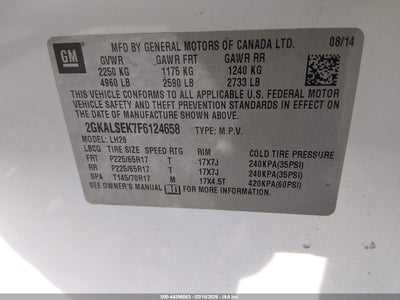 GM
MFD BY GENERAL MOTORS OF CANADA LTD. 08/14
GVWR GAWR FRT GAWR RR
2250 KG 1175 KG 1240 KG
4960 LB 2590 LB 2733 LB
THIS VEHICLE CONFORMS TO ALL APPLICABLE U.S. FEDERAL MOTOR
VEHICLE SAFETY AND THEFT PREVENTION STANDARDS IN EFFECT ON
THE DATE OF MANUFACTURE SHOWN ABOVE.
2GKALSEK7F6124658 TYPE: M.P.V.
MODEL: LH26
LBCQ TIRE SIZE SPEED RTG RIM COLD TIRE PRESSURE
FRT P225/65R17 T 17X7J 240KPA(35PSI)
RR P225/65R17 T 17X7J 240KPA(35PSI)
SPA T145/70R17 M 17X4.5T 420KPA(60PSI)
SEE OWNER'S MANUAL FOR MORE INFORMATION.